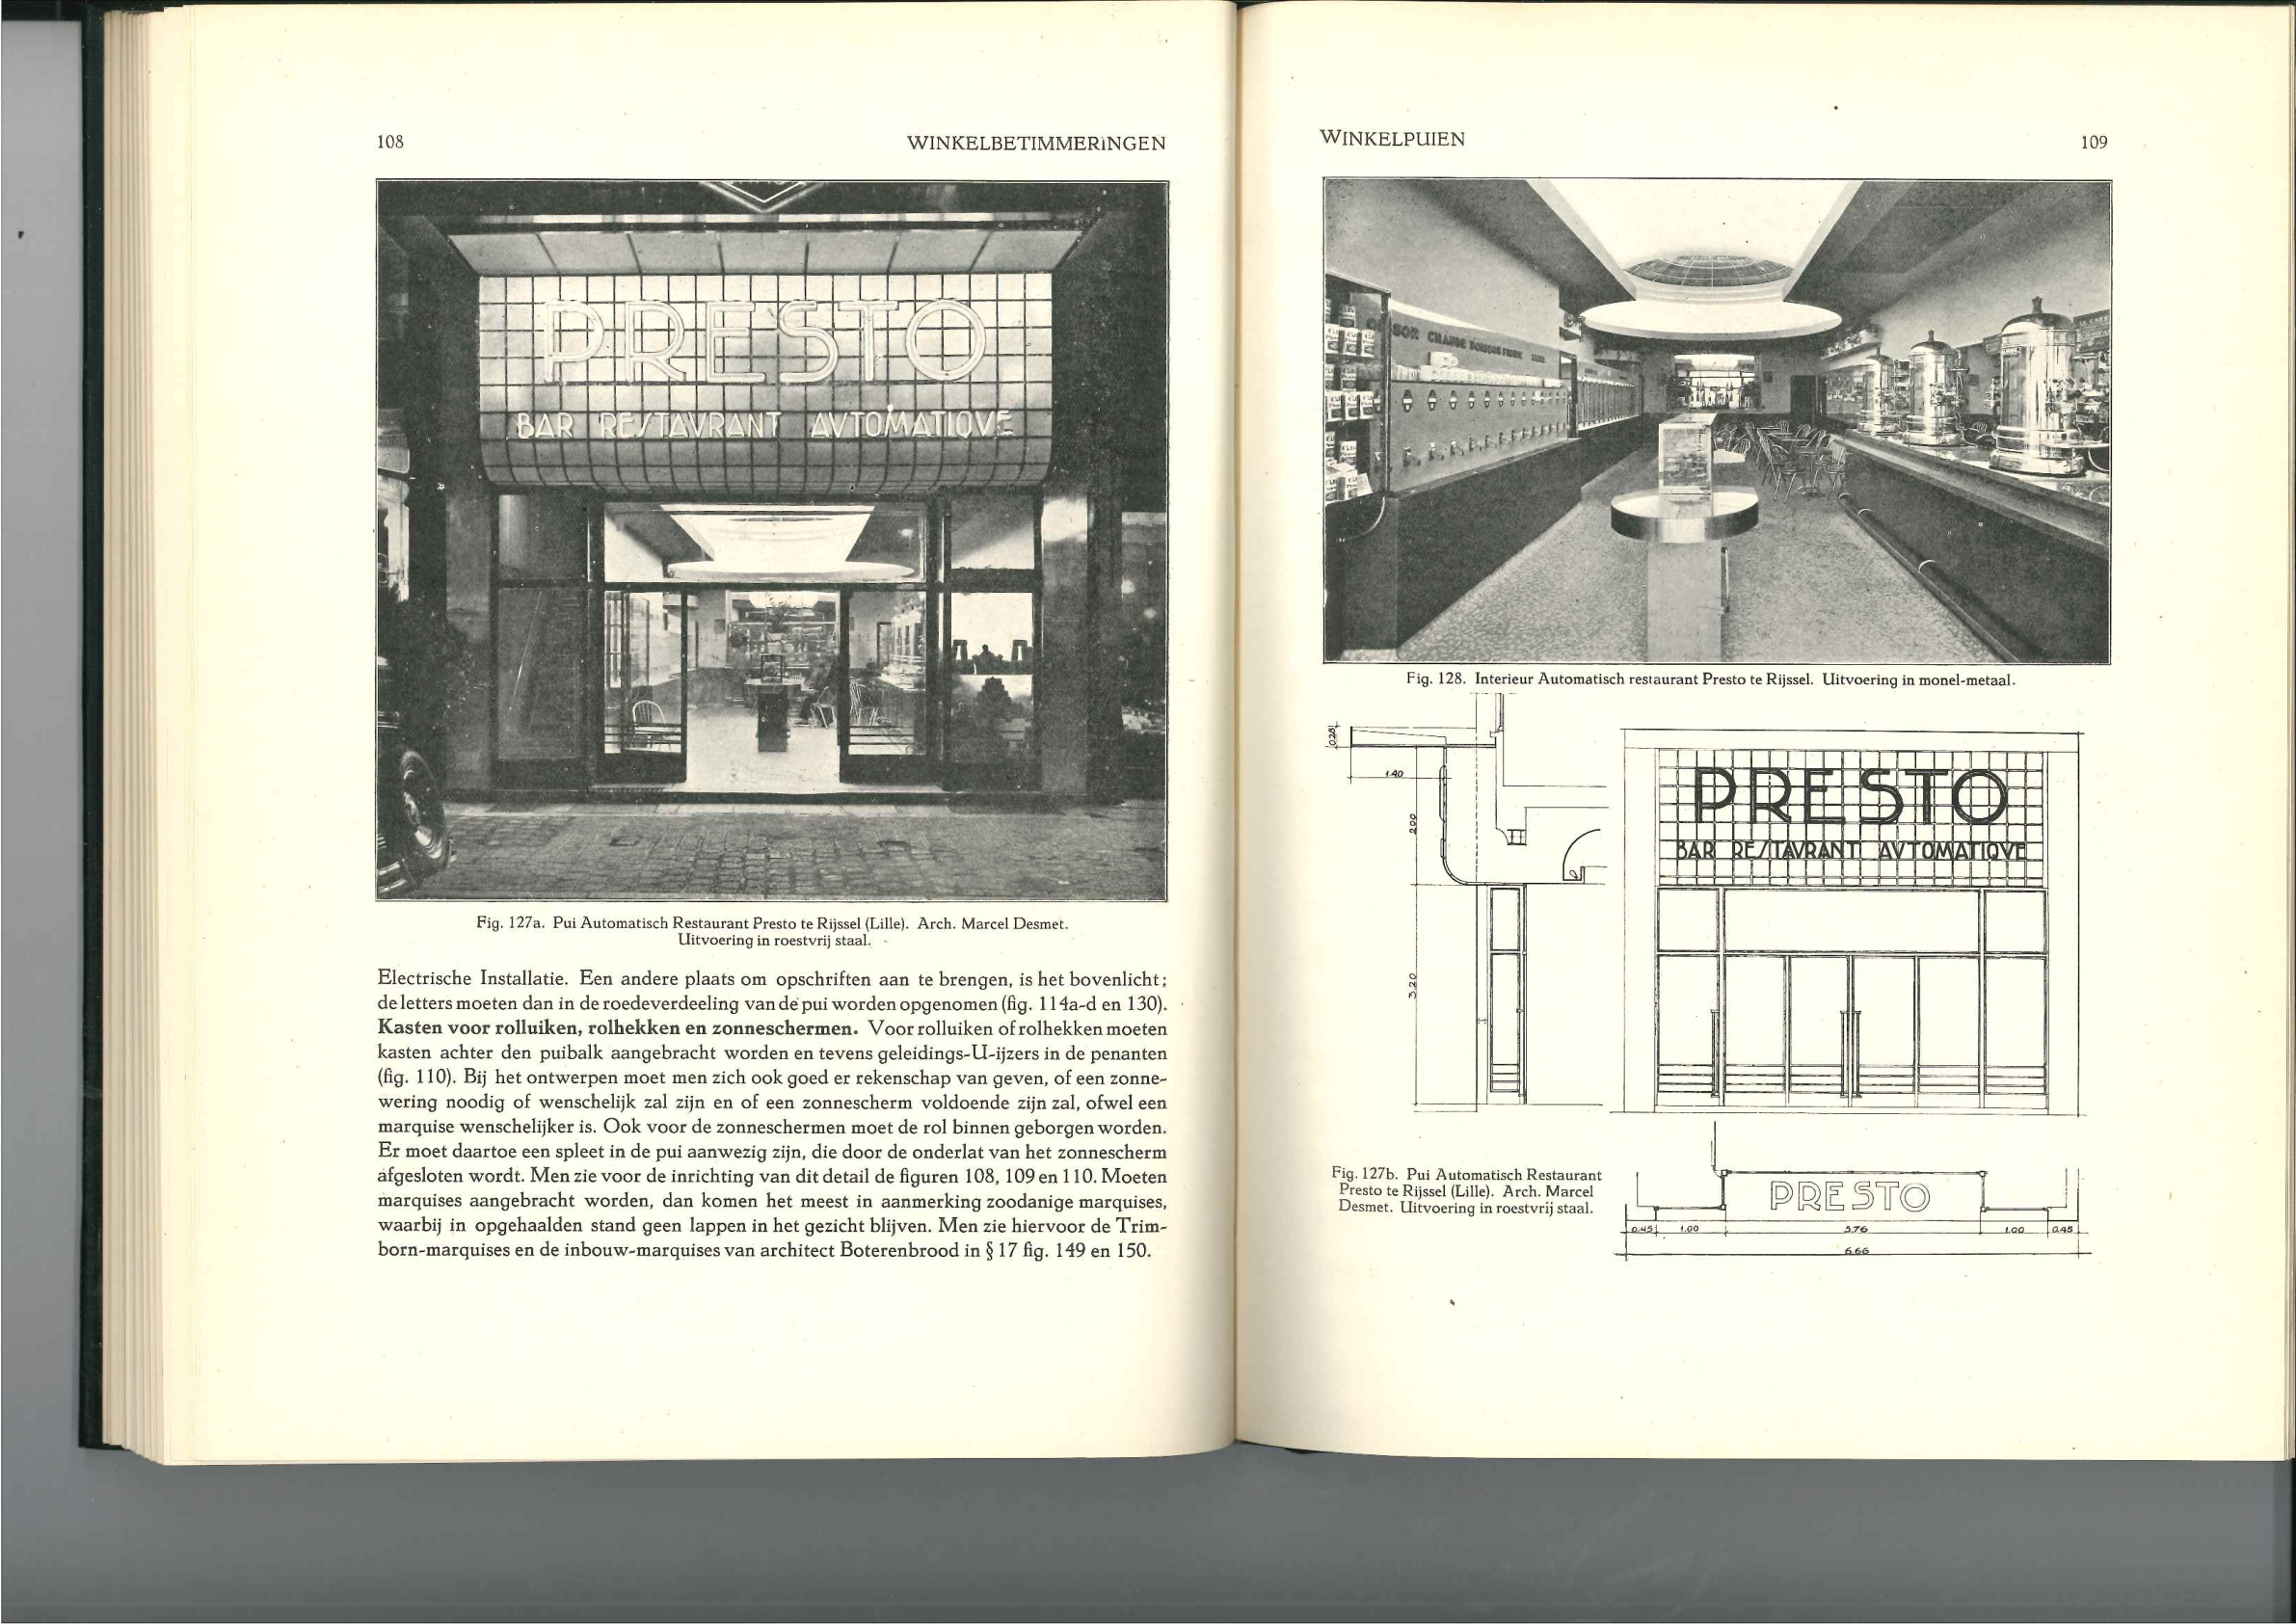 108
WINKELBETIMMERINGEN
PRESTO
BAR RESTAVRANT AVTOMATIQVE
Fig. 127a. Pui Automatisch Restaurant Presto te Rijssel (Lille). Arch. Marcel Desmet.
Uitvoering in roestvrij staal.
Electrische Installatie. Een andere plaats om opschriften aan te brengen, is het bovenlicht;
de letters moeten dan in de roedeverdeeling van de pui worden opgenomen (fig. 114a-d en 130).
Kasten voor rolluiken, rolhekken en zonneschermen. Voor rolluiken of rolhekken moeten
kasten achter den puibalk aangebracht worden en tevens geleidings-U-ijzers in de penanten
(fig. 110). Bij het ontwerpen moet men zich ook goed er rekenschap van geven, of een zonne-
wering noodig of wenschelijk zal zijn en of een zonnescherm voldoende zijn zal, ofwel een
marquise wenschelijker is. Ook voor de zonneschermen moet de rol binnen geborgen worden.
Er moet daartoe een spleet in de pui aanwezig zijn, die door de onderlat van het zonnescherm
afgesloten wordt. Men zie voor de inrichting van dit detail de figuren 108, 109 en 110. Moeten
marquises aangebracht worden, dan komen het meest in aanmerking zoodanige marquises,
waarbij in opgehaalden stand geen lappen in het gezicht blijven. Men zie hiervoor de Trim-
born-marquises en de inbouw-marquises van architect Boterenbrood in § 17 fig. 149 en 150.
WINKELPUIEN
109
CHAUDE BOISSON
Fig. 128. Interieur Automatisch restaurant Presto te Rijssel. Uitvoering in monel-metaal.
0.28
1.40
2.00
3.20
PRESTO
BAR RESTAVRANT AVTOMATIQVE
Fig. 127b. Pui Automatisch Restaurant
Presto te Rijssel (Lille). Arch. Marcel
Desmet. Uitvoering in roestvrij staal.
PRESTO
0.45 1.00 3.76 1.00 0.45
6.66